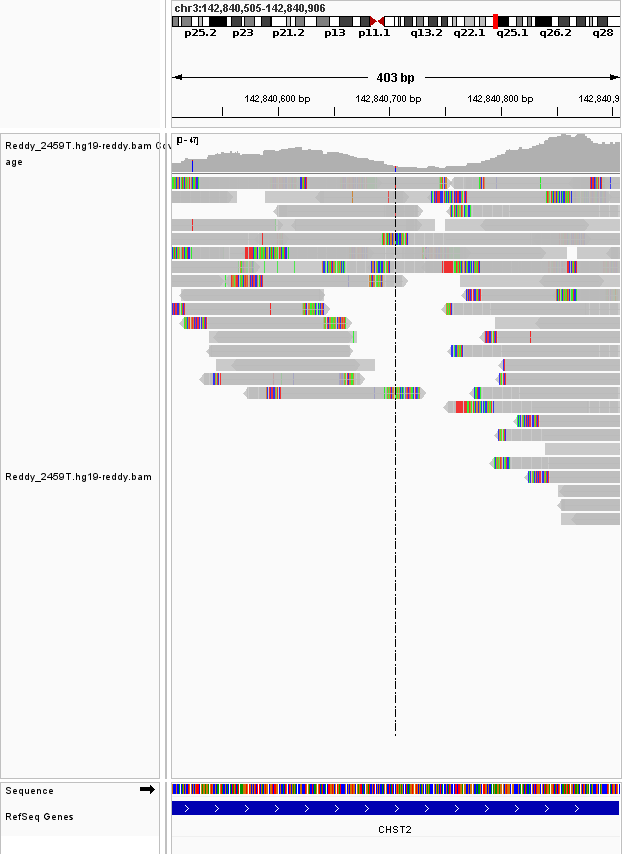 chr3:142,840,505-142,840,906
p25.2 p23 p21.2 p13 p11.1 q13.2 q22.1 q25.1 q26.2 q28
403 bp
142,840,600 bp 142,840,700 bp 142,840,800 bp 142,840,9
Reddy_2459T.hg19-reddy.bam Cov
age
[0 - 47]
Reddy_2459T.hg19-reddy.bam
Sequence
RefSeq Genes
CHST2